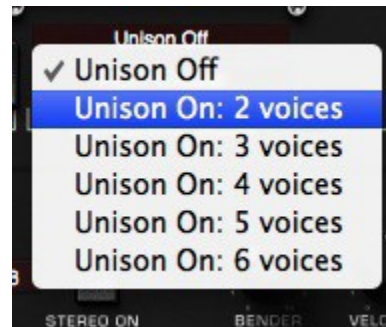 Unison Off
✓ Unison Off
Unison On: 2 voices
Unison On: 3 voices
Unison On: 4 voices
Unison On: 5 voices
Unison On: 6 voices
STEREO ON BENDER